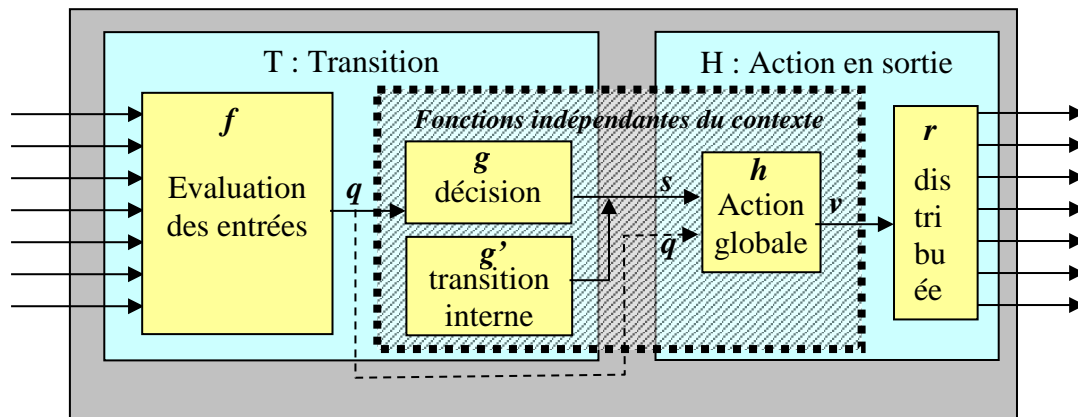 T : Transition
H : Action en sortie
f
Evaluation
des entrées
q
Fonctions indépendantes du contexte
g
décision
g’
transition
interne
s
q
h
Action
globale
v
r
dis
tri
bu
ée